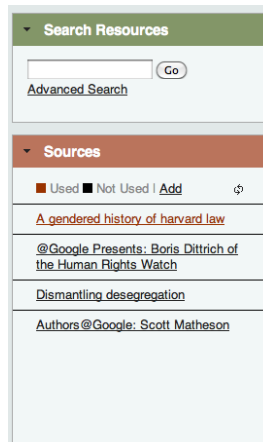 Search Resources
Go
Advanced Search
Sources
Used Not Used | Add
A gendered history of harvard law
@Google Presents: Boris Dittrich of
the Human Rights Watch
Dismantling desegregation
Authors@Google: Scott Matheson